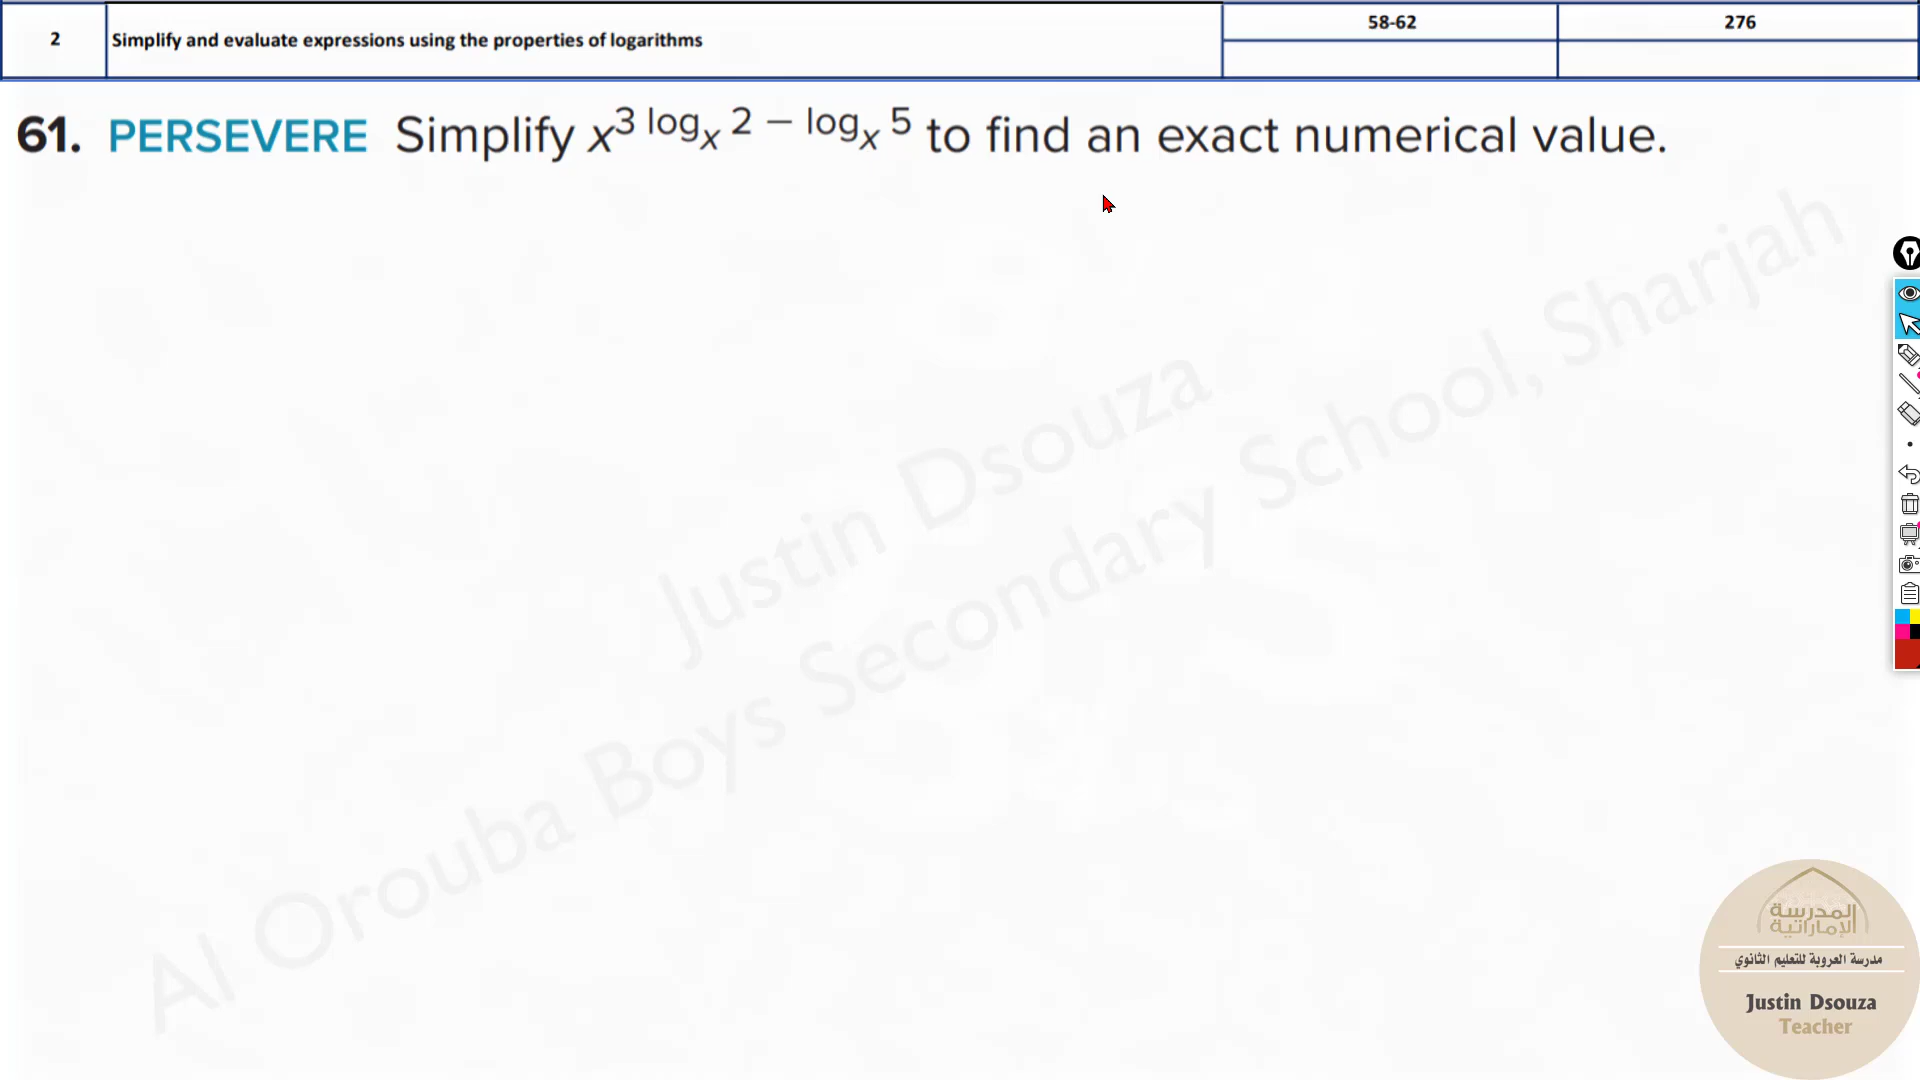 2 Simplify and evaluate expressions using the properties of logarithms 58-62 276
61. PERSEVERE Simplify x^{3 log_x 2 − log_x 5} to find an exact numerical value.
Justin Dsouza
Al Orouba Boys Secondary School, Sharjah
المدرسة
الإماراتية
مدرسة العروبة للتعليم الثانوي
Justin Dsouza
Teacher